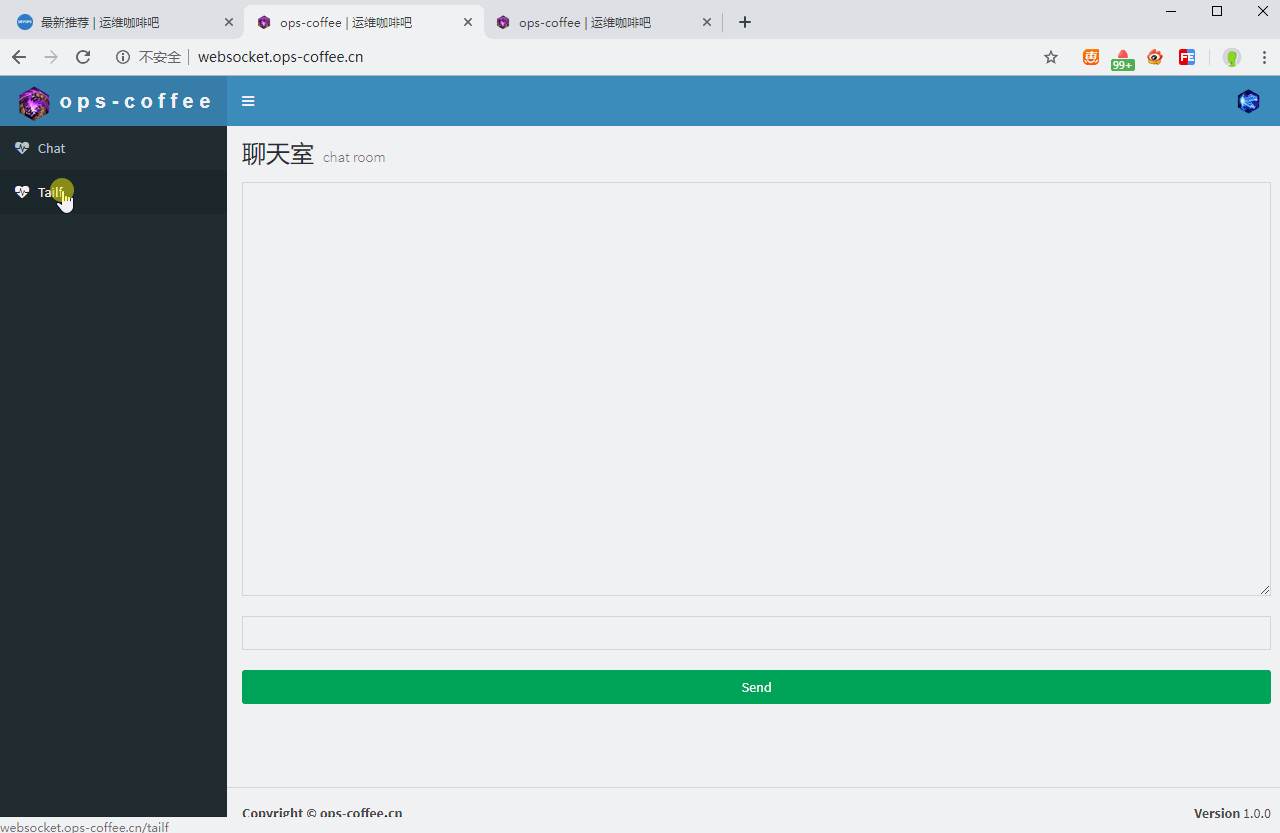 最新推荐 | 运维咖啡吧
ops-coffee | 运维咖啡吧
ops-coffee | 运维咖啡吧
不安全
websocket.ops-coffee.cn
99+
FE
ops-coffee
Chat
Tailf
聊天室 chat room
Send
Copyright © ops-coffee.cn
Version 1.0.0
websocket.ops-coffee.cn/tailf